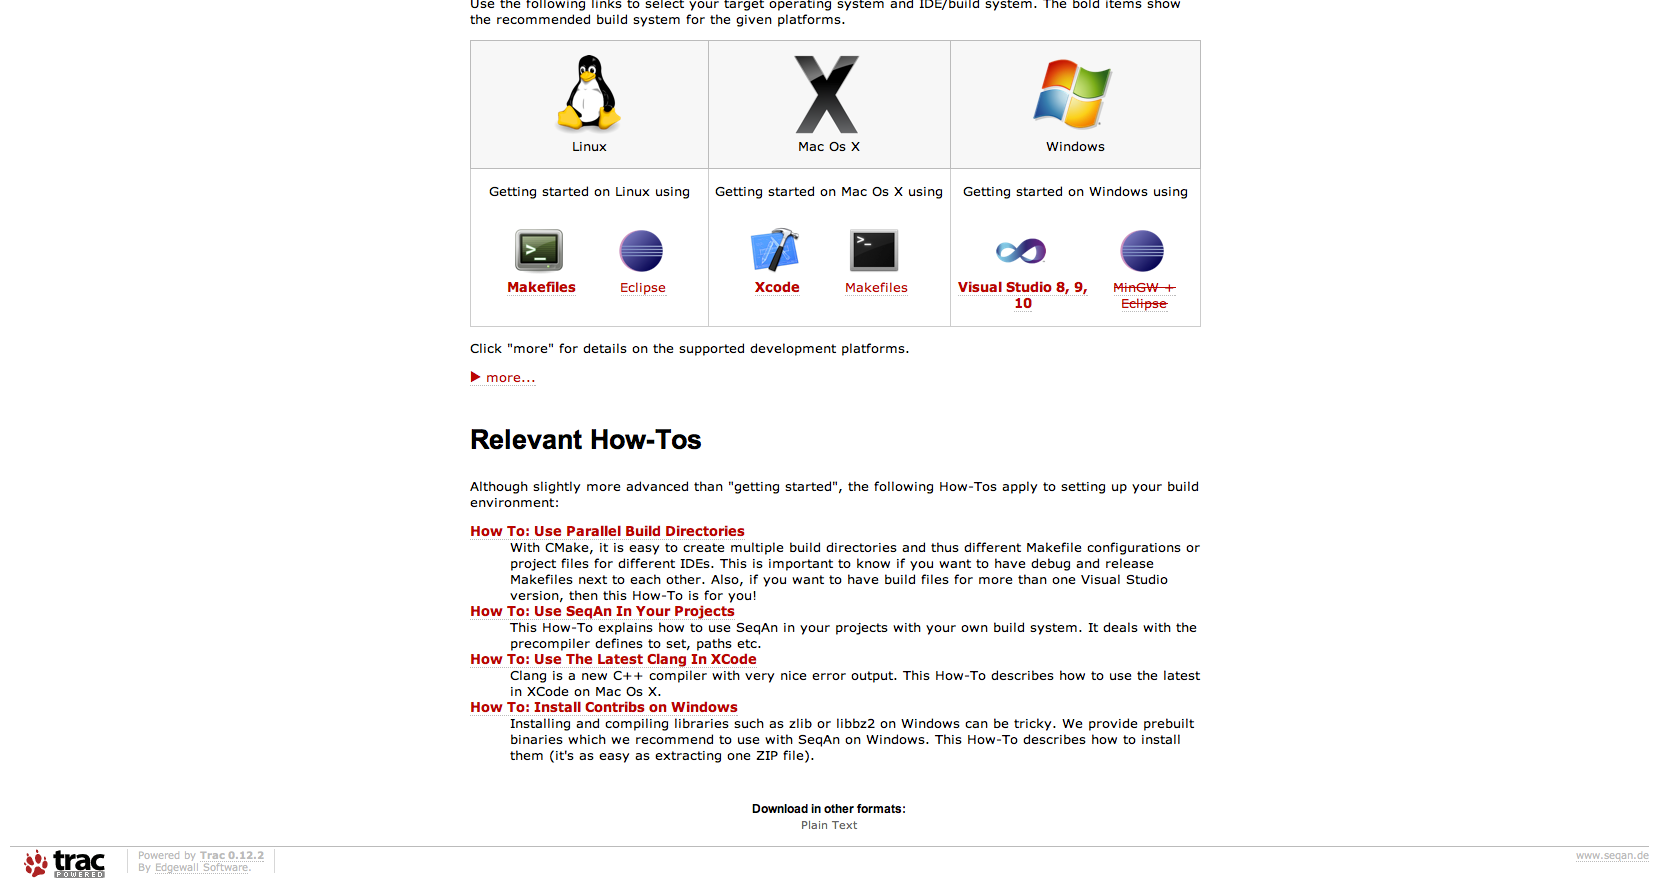 Use the following links to select your target operating system and IDE/build system. The bold items show
the recommended build system for the given platforms.
Linux
Mac Os X
Windows
Getting started on Linux using
Getting started on Mac Os X using
Getting started on Windows using
Makefiles
Eclipse
Xcode
Makefiles
Visual Studio 8, 9,
10
MinGW +
Eclipse
Click "more" for details on the supported development platforms.
more...
Relevant How-Tos
Although slightly more advanced than "getting started", the following How-Tos apply to setting up your build
environment:
How To: Use Parallel Build Directories
With CMake, it is easy to create multiple build directories and thus different Makefile configurations or
project files for different IDEs. This is important to know if you want to have debug and release
Makefiles next to each other. Also, if you want to have build files for more than one Visual Studio
version, then this How-To is for you!
How To: Use SeqAn In Your Projects
This How-To explains how to use SeqAn in your projects with your own build system. It deals with the
precompiler defines to set, paths etc.
How To: Use The Latest Clang In XCode
Clang is a new C++ compiler with very nice error output. This How-To describes how to use the latest
in XCode on Mac Os X.
How To: Install Contribs on Windows
Installing and compiling libraries such as zlib or libbz2 on Windows can be tricky. We provide prebuilt
binaries which we recommend to use with SeqAn on Windows. This How-To describes how to install
them (it's as easy as extracting one ZIP file).
Download in other formats:
Plain Text
trac
POWERED
Powered by Trac 0.12.2
By Edgewall Software.
www.seqan.de